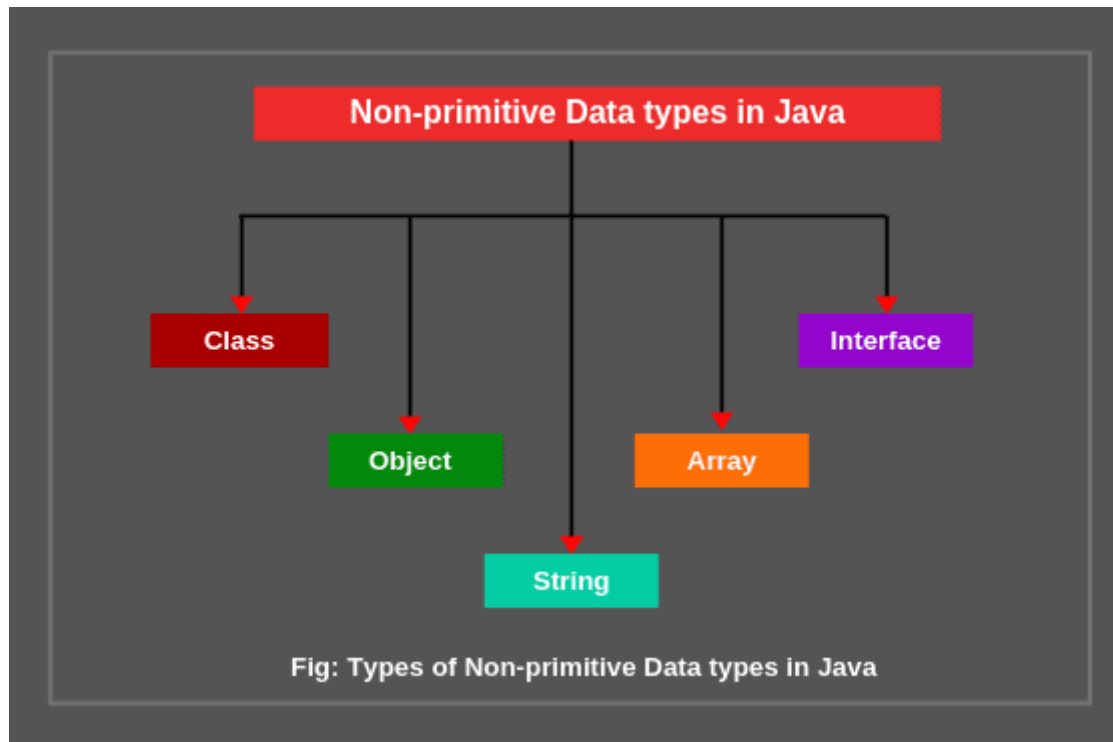 Non-primitive Data types in Java
Class
Interface
Object
Array
String
Fig: Types of Non-primitive Data types in Java